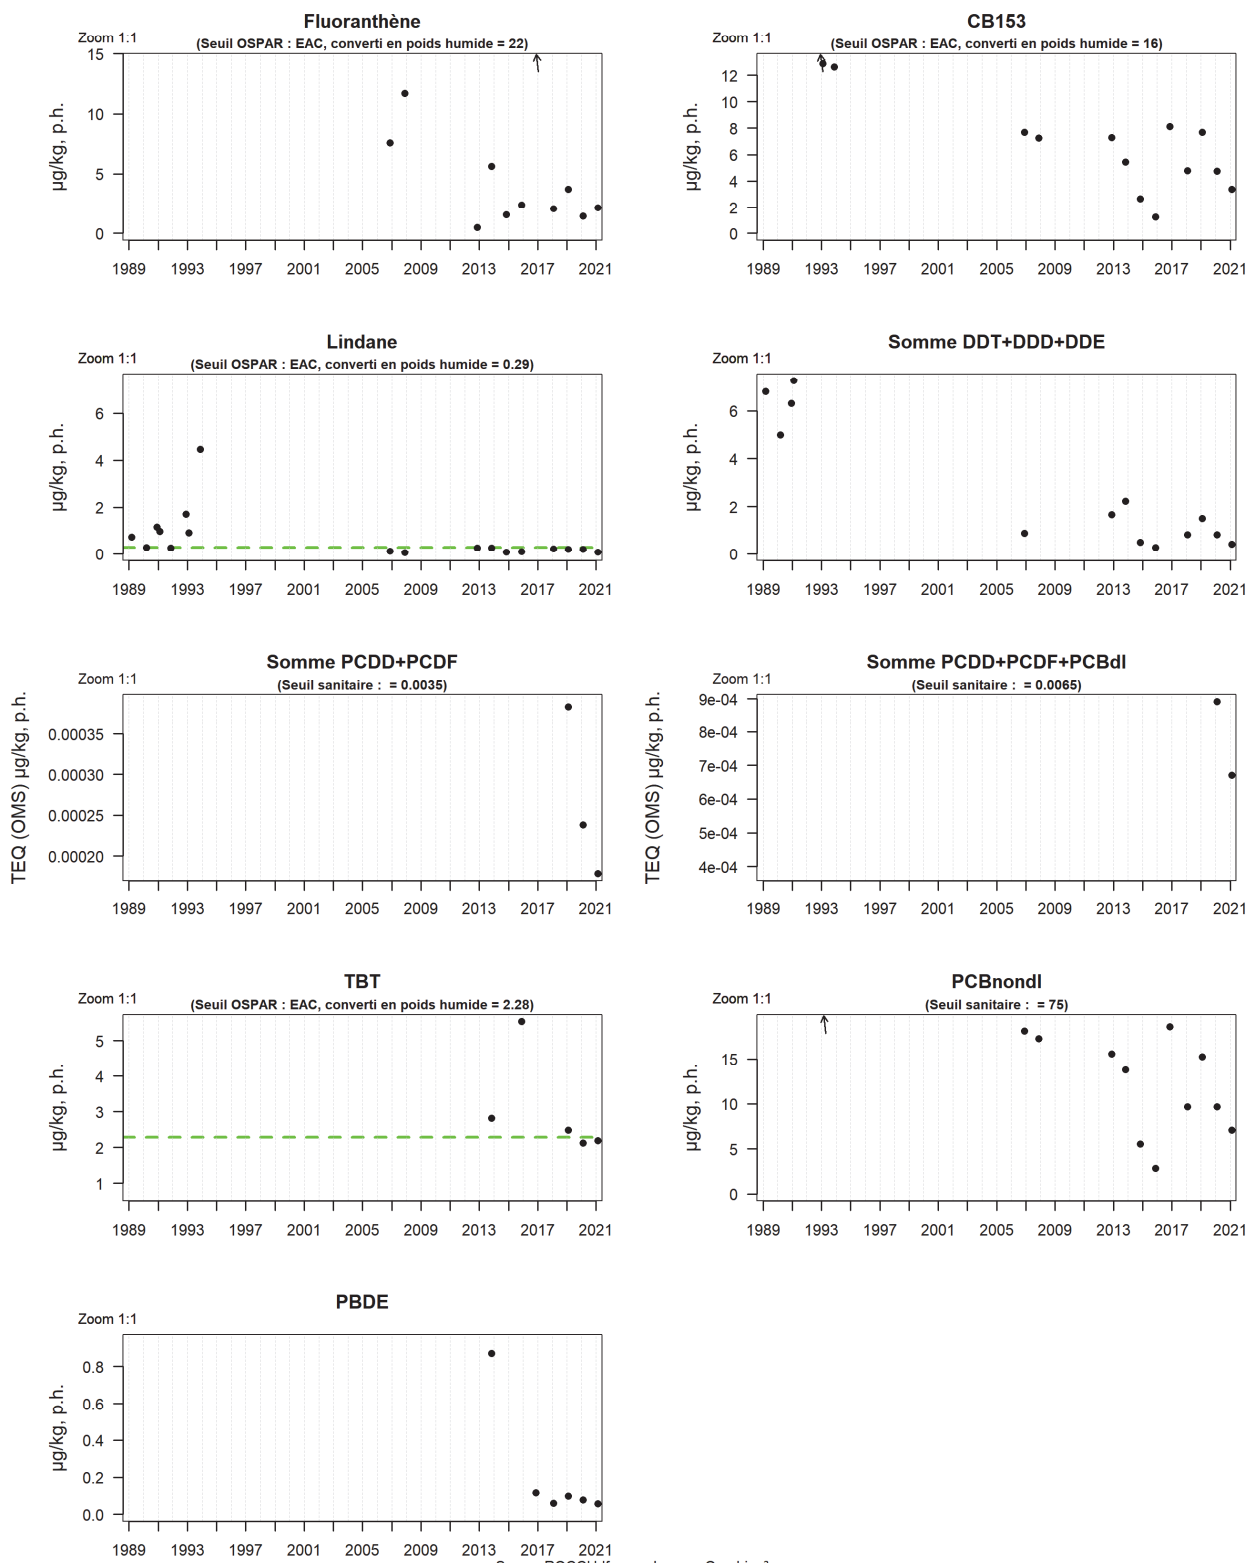 Fluoranthène
Zoom 1:1
(Seuil OSPAR : EAC, converti en poids humide = 22)
µg/kg, p.h.
15
10
5
0
1989 1993 1997 2001 2005 2009 2013 2017 2021
CB153
Zoom 1:1
(Seuil OSPAR : EAC, converti en poids humide = 16)
µg/kg, p.h.
12
10
8
6
4
2
0
1989 1993 1997 2001 2005 2009 2013 2017 2021
Lindane
Zoom 1:1
(Seuil OSPAR : EAC, converti en poids humide = 0.29)
µg/kg, p.h.
6
4
2
0
1989 1993 1997 2001 2005 2009 2013 2017 2021
Somme DDT+DDD+DDE
Zoom 1:1
µg/kg, p.h.
6
4
2
0
1989 1993 1997 2001 2005 2009 2013 2017 2021
Somme PCDD+PCDF
Zoom 1:1
(Seuil sanitaire : = 0.0035)
TEQ (OMS) µg/kg, p.h.
0.00035
0.00030
0.00025
0.00020
1989 1993 1997 2001 2005 2009 2013 2017 2021
Somme PCDD+PCDF+PCBdl
Zoom 1:1
(Seuil sanitaire : = 0.0065)
TEQ (OMS) µg/kg, p.h.
9e-04
8e-04
7e-04
6e-04
5e-04
4e-04
1989 1993 1997 2001 2005 2009 2013 2017 2021
TBT
Zoom 1:1
(Seuil OSPAR : EAC, converti en poids humide = 2.28)
µg/kg, p.h.
5
4
3
2
1
1989 1993 1997 2001 2005 2009 2013 2017 2021
PCBnondl
Zoom 1:1
(Seuil sanitaire : = 75)
µg/kg, p.h.
15
10
5
0
1989 1993 1997 2001 2005 2009 2013 2017 2021
PBDE
Zoom 1:1
µg/kg, p.h.
0.8
0.6
0.4
0.2
0.0
1989 1993 1997 2001 2005 2009 2013 2017 2021